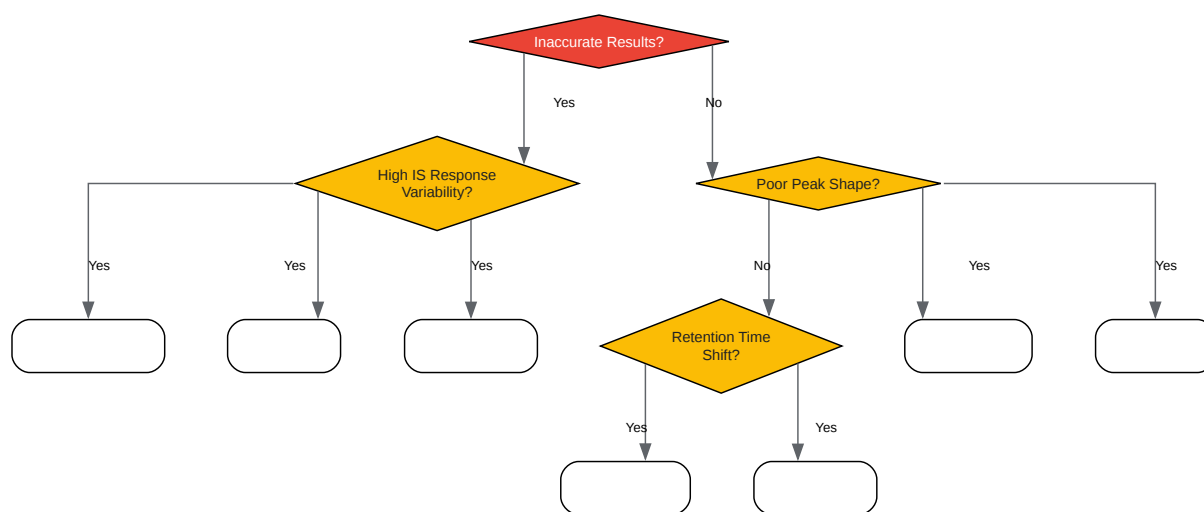 Inaccurate Results?
Yes
No
High IS Response
Variability?
Poor Peak Shape?
Yes
Yes
Yes
No
Yes
Yes
Retention Time
Shift?
Yes
Yes